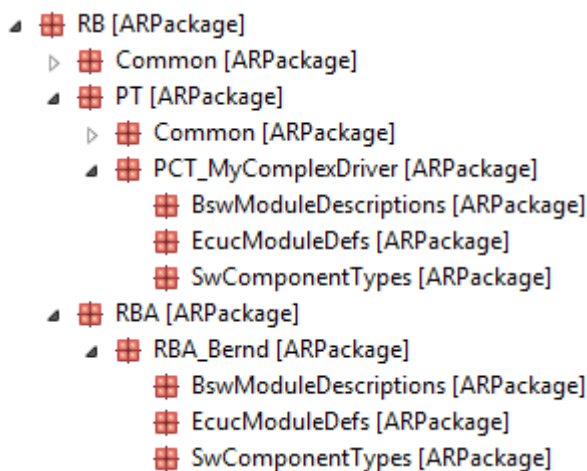 RB [ARPackage]
Common [ARPackage]
PT [ARPackage]
Common [ARPackage]
PCT_MyComplexDriver [ARPackage]
BswModuleDescriptions [ARPackage]
EcucModuleDefs [ARPackage]
SwComponentTypes [ARPackage]
RBA [ARPackage]
RBA_Bernd [ARPackage]
BswModuleDescriptions [ARPackage]
EcucModuleDefs [ARPackage]
SwComponentTypes [ARPackage]